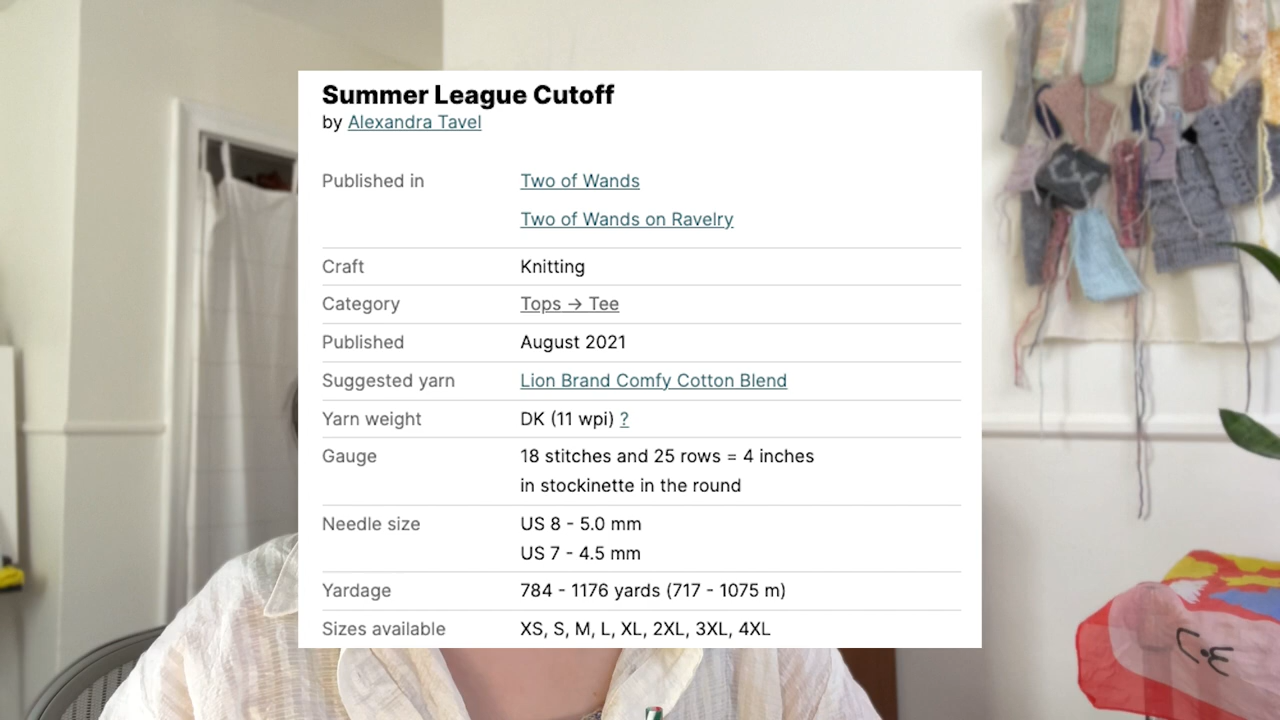 Summer League Cutoff
by Alexandra Tavel
Published in Two of Wands
Two of Wands on Ravelry
Craft Knitting
Category Tops → Tee
Published August 2021
Suggested yarn Lion Brand Comfy Cotton Blend
Yarn weight DK (11 wpi) ?
Gauge 18 stitches and 25 rows = 4 inches
in stockinette in the round
Needle size US 8 - 5.0 mm
US 7 - 4.5 mm
Yardage 784 - 1176 yards (717 - 1075 m)
Sizes available XS, S, M, L, XL, 2XL, 3XL, 4XL